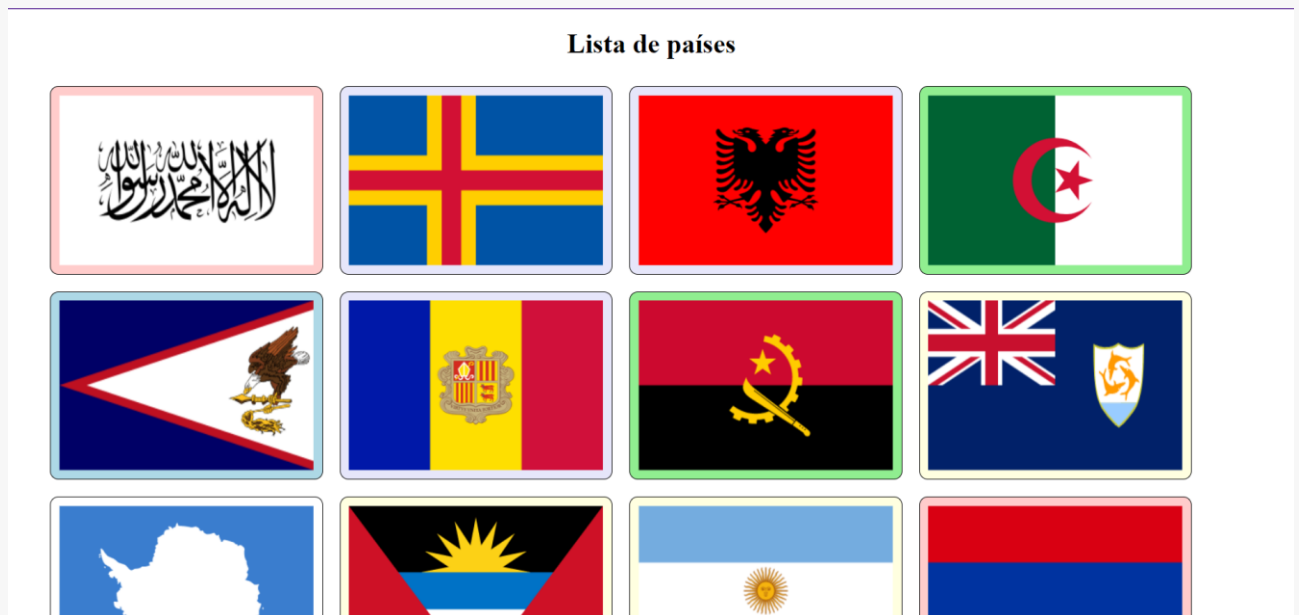 Lista de países
لا إله إلا الله محمد رسول الله